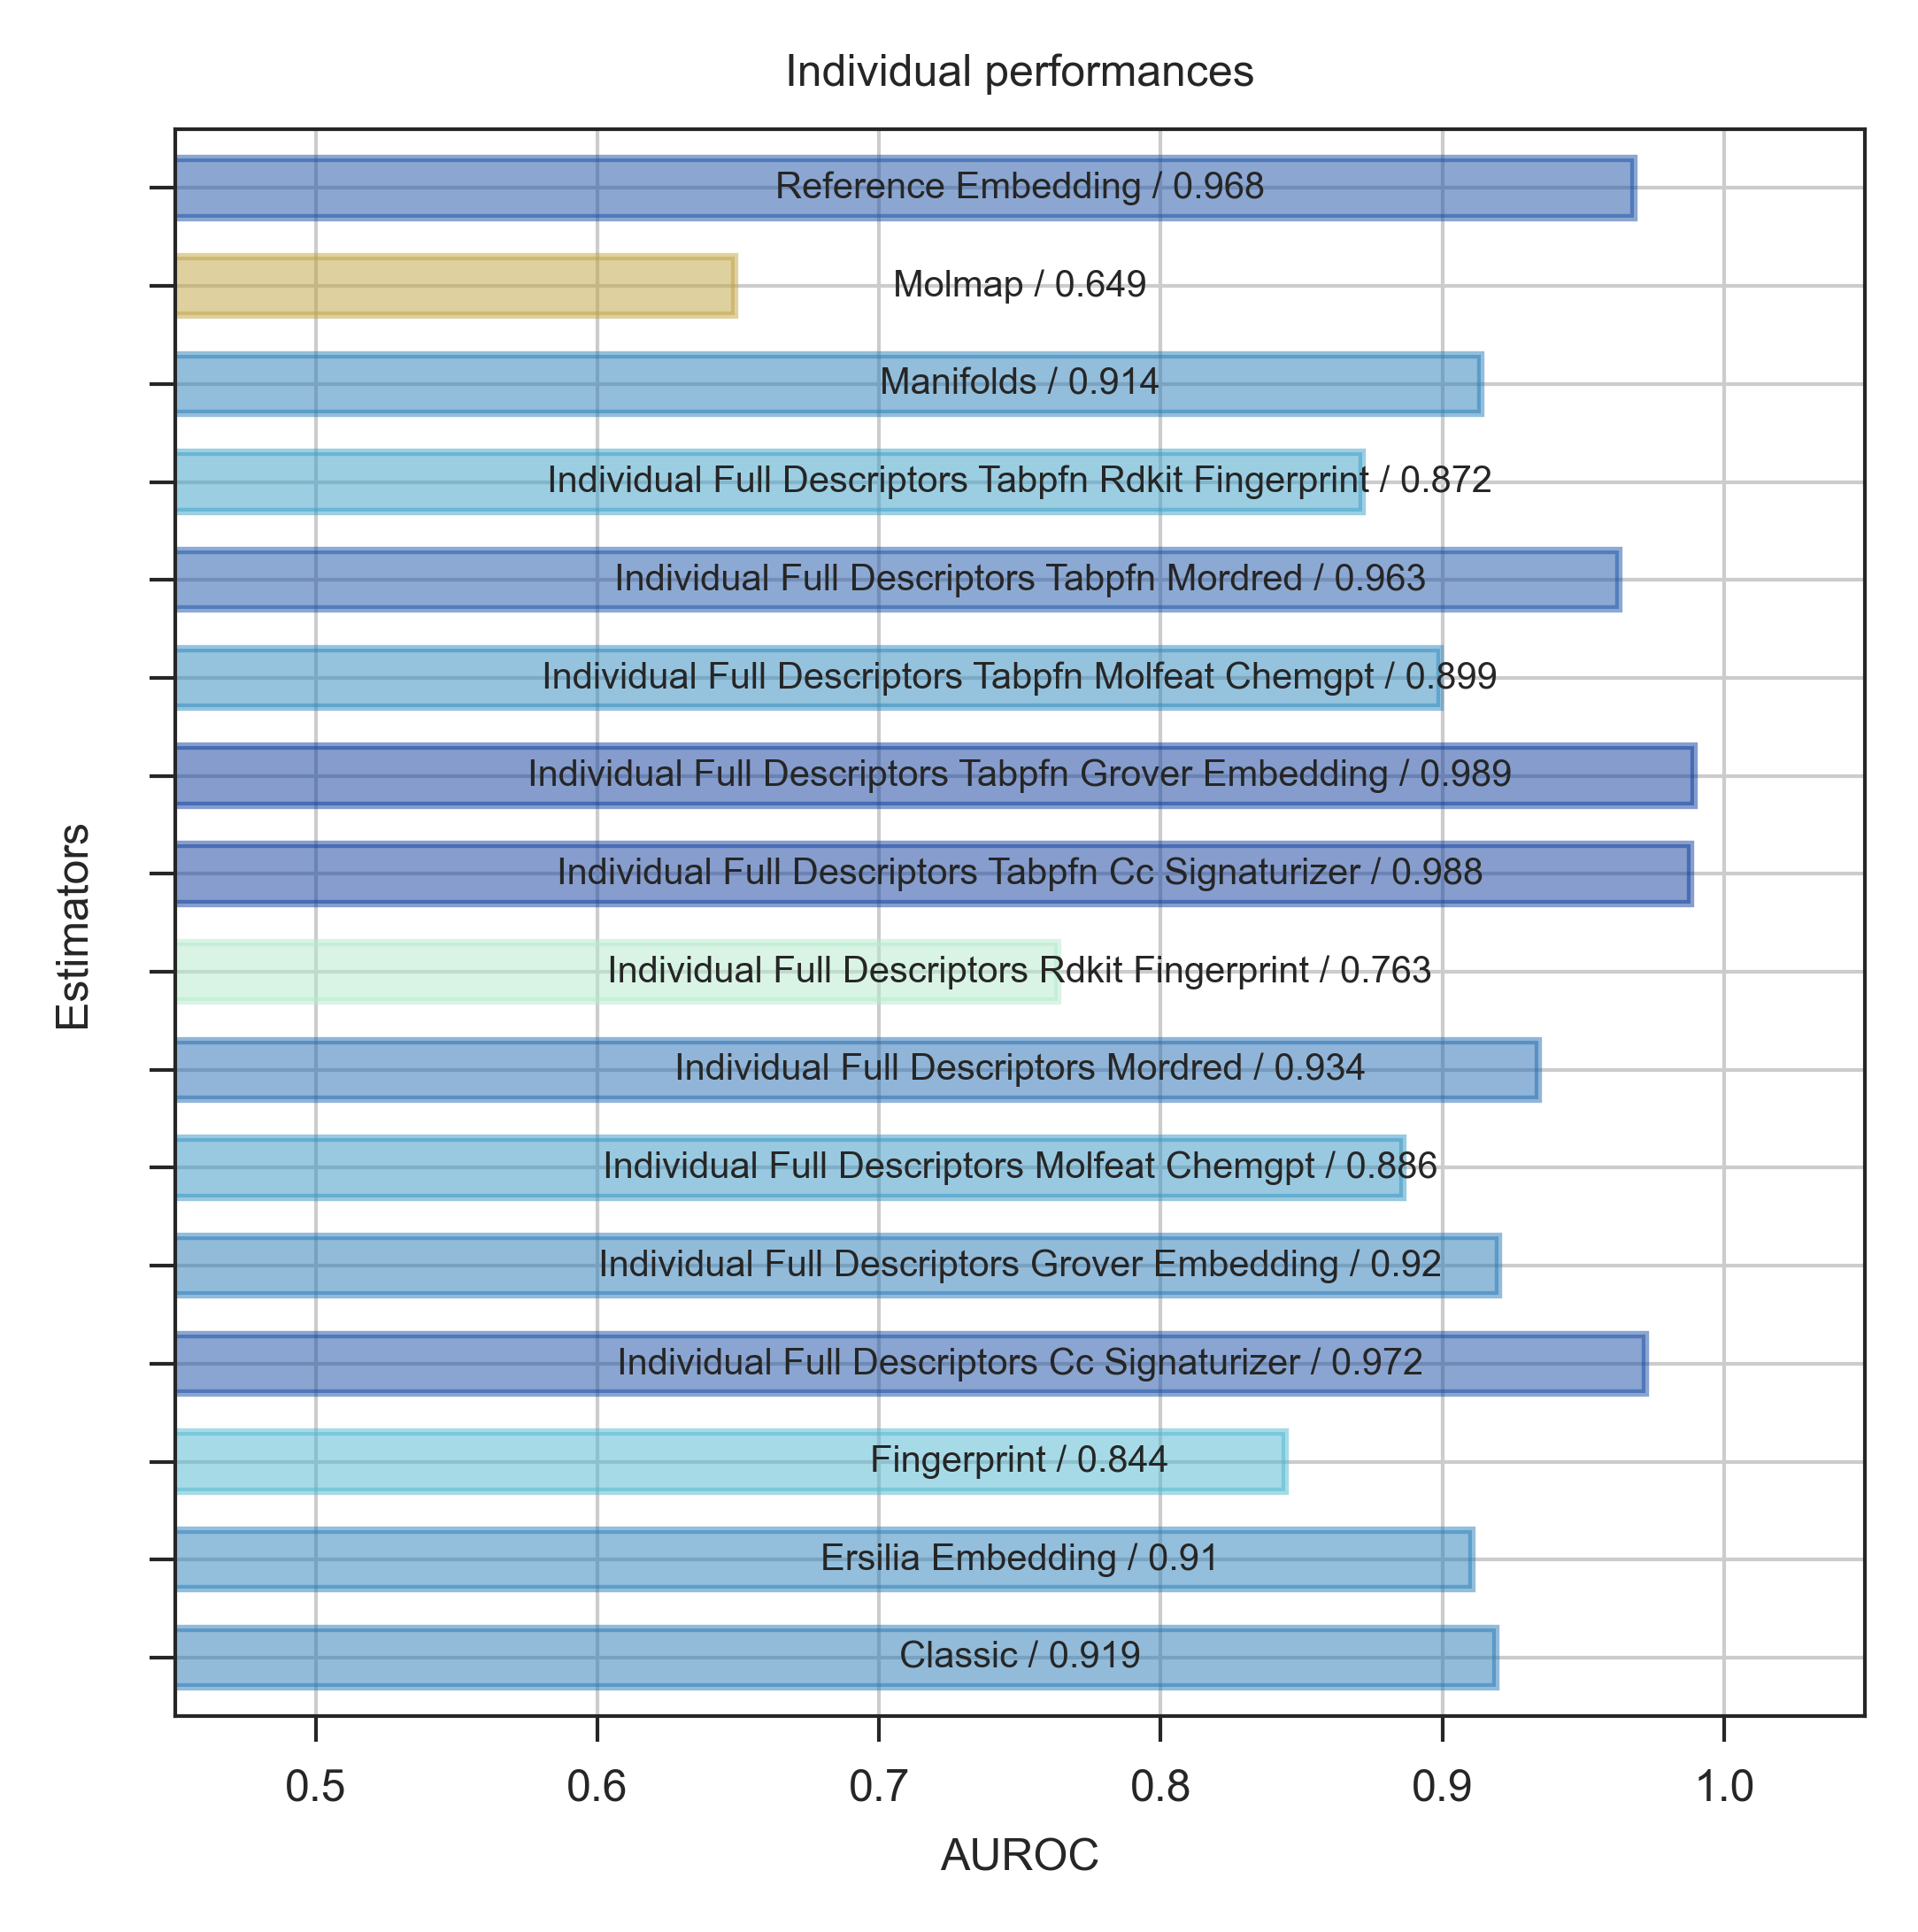 Individual performances
Reference Embedding / 0.968
Molmap / 0.649
Manifolds / 0.914
Individual Full Descriptors Tabpfn Rdkit Fingerprint / 0.872
Individual Full Descriptors Tabpfn Mordred / 0.963
Individual Full Descriptors Tabpfn Molfeat Chemgpt / 0.899
Individual Full Descriptors Tabpfn Grover Embedding / 0.989
Individual Full Descriptors Tabpfn Cc Signaturizer / 0.988
Individual Full Descriptors Rdkit Fingerprint / 0.763
Individual Full Descriptors Mordred / 0.934
Individual Full Descriptors Molfeat Chemgpt / 0.886
Individual Full Descriptors Grover Embedding / 0.92
Individual Full Descriptors Cc Signaturizer / 0.972
Fingerprint / 0.844
Ersilia Embedding / 0.91
Classic / 0.919
Estimators
0.5 0.6 0.7 0.8 0.9 1.0
AUROC